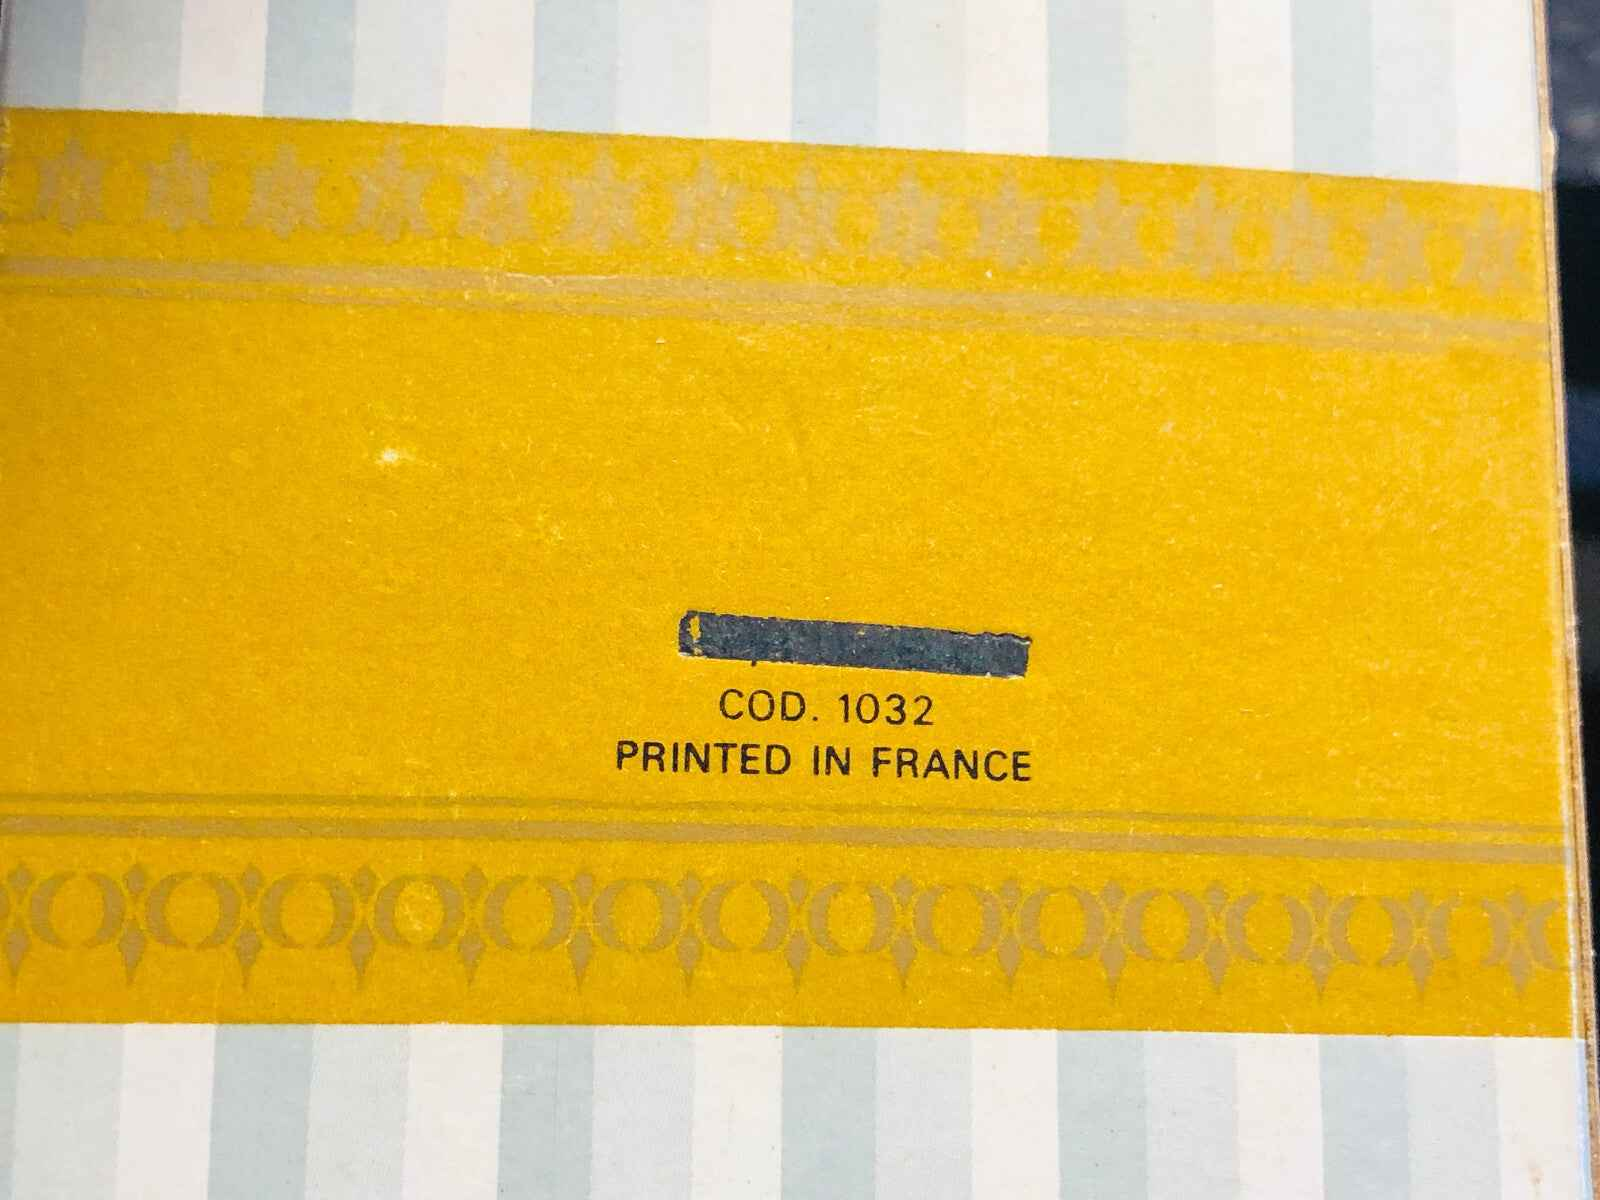 COD. 1032
PRINTED IN FRANCE